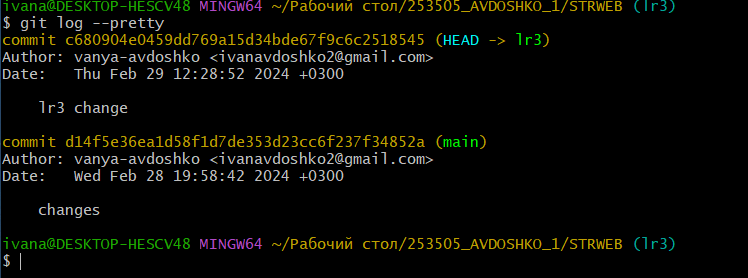 ivana@DESKTOP-HESCV48 MINGW64 ~/Рабочий стол/253505_AVDOSHKO_1/STRWEB (lr3)
$ git log --pretty
commit c680904e0459dd769a15d34bde67f9c6c2518545 (HEAD -> lr3)
Author: vanya-avdoshko <ivanavdoshko2@gmail.com>
Date:   Thu Feb 29 12:28:52 2024 +0300
    lr3 change
commit d14f5e36ea1d58f1d7de353d23cc6f237f34852a (main)
Author: vanya-avdoshko <ivanavdoshko2@gmail.com>
Date:   Wed Feb 28 19:58:42 2024 +0300
    changes
ivana@DESKTOP-HESCV48 MINGW64 ~/Рабочий стол/253505_AVDOSHKO_1/STRWEB (lr3)
$